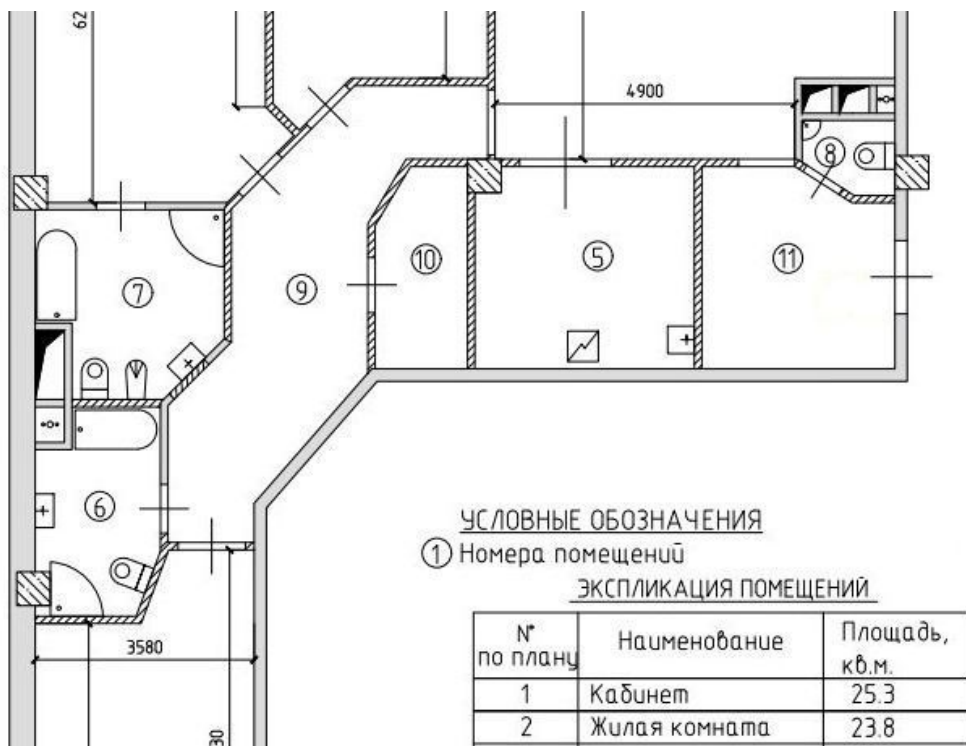 62
4900
8
10
5
11
7
9
6
УСЛОВНЫЕ ОБОЗНАЧЕНИЯ
1 Номера помещений
ЭКСПЛИКАЦИЯ ПОМЕЩЕНИЙ
3580
30
N° по плану Наименование Площадь, кв.м.
1 Кабинет 25.3
2 Жилая комната 23.8